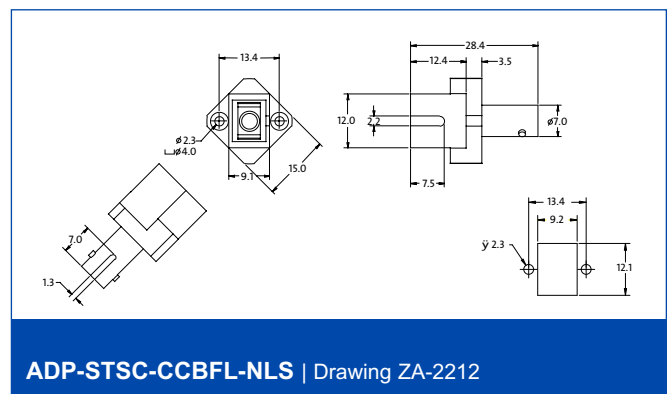 13.4
ø2.3
⌴ø4.0
9.1
15.0
7.0
1.3
28.4
12.4
3.5
12.0
2.2
ø7.0
7.5
13.4
9.2
ÿ 2.3
12.1
ADP-STSC-CCBFL-NLS | Drawing ZA-2212